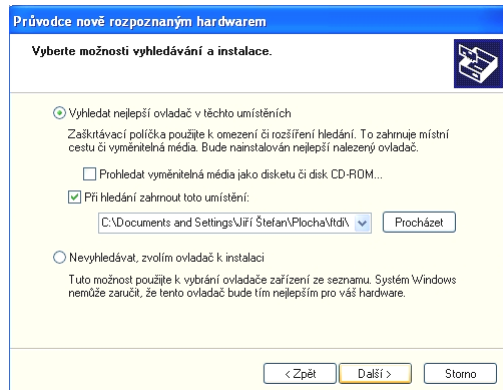 Průvodce nově rozpoznaným hardwarem
Vyberte možnosti vyhledávání a instalace.
Vyhledat nejlepší ovladač v těchto umístěních
Zaškrtávací políčka použijte k omezení či rozšíření hledání. To zahrnuje místní
cestu či vyměnitelná média. Bude nainstalován nejlepší nalezený ovladač.
Prohledat vyměnitelná média jako disketu či disk CD-ROM...
Při hledání zahrnout toto umístění:
C:\Documents and Settings\Jiří Štefan\Plocha\ftdi\
Procházet
Nevyhledávat, zvolím ovladač k instalaci
Tuto možnost použijte k vybrání ovladače zařízení ze seznamu. Systém Windows
nemůže zaručit, že tento ovladač bude tím nejlepším pro váš hardware.
< Zpět Další > Storno